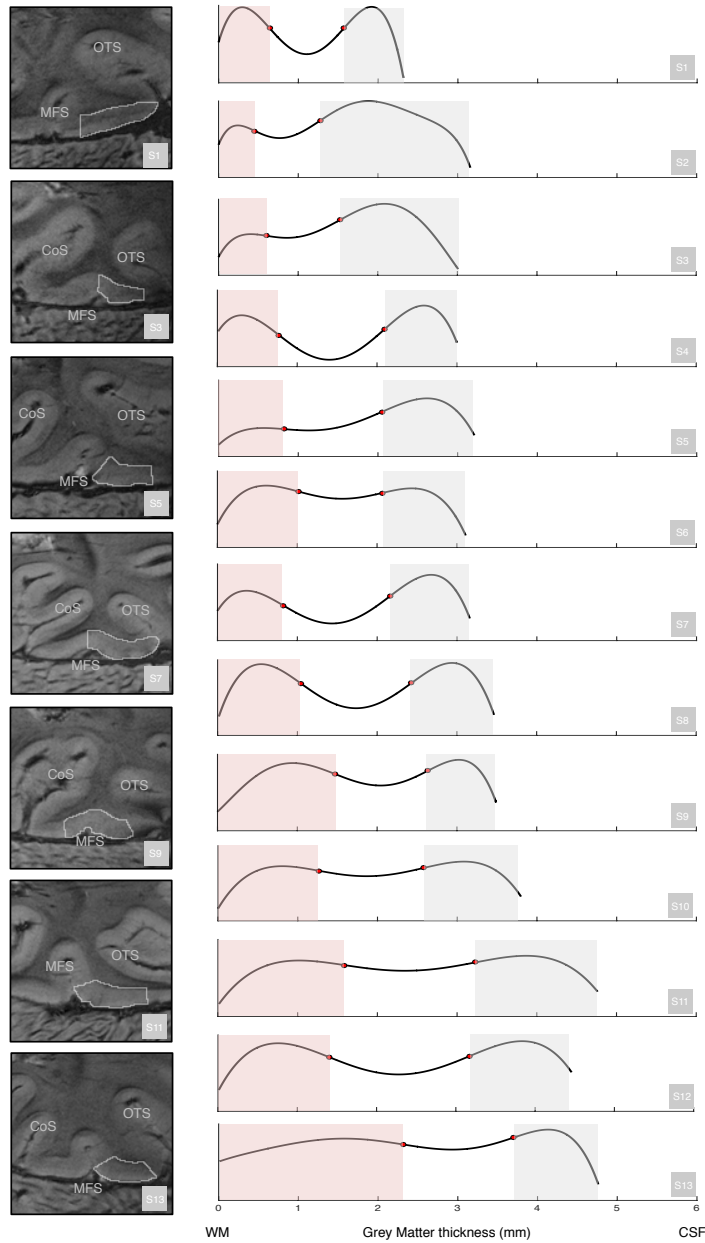 OTS
MFS
S1
CoS
OTS
MFS
S3
CoS
OTS
MFS
S5
CoS
OTS
MFS
S7
CoS
OTS
MFS
S9
MFS
OTS
S11
CoS
OTS
MFS
S13
S1
S2
S3
S4
S5
S6
S7
S8
S9
S10
S11
S12
S13
0 1 2 3 4 5 6
WM Grey Matter thickness (mm) CSF